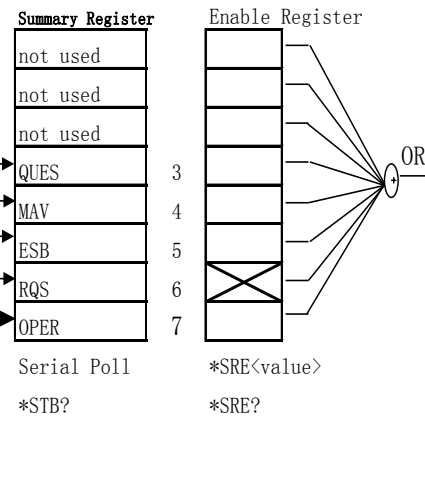 Summary Register Enable Register
not used
not used
not used
QUES 3
MAV 4
ESB 5
RQS 6
OPER 7
+ OR
Serial Poll *SRE<value>
*STB? *SRE?